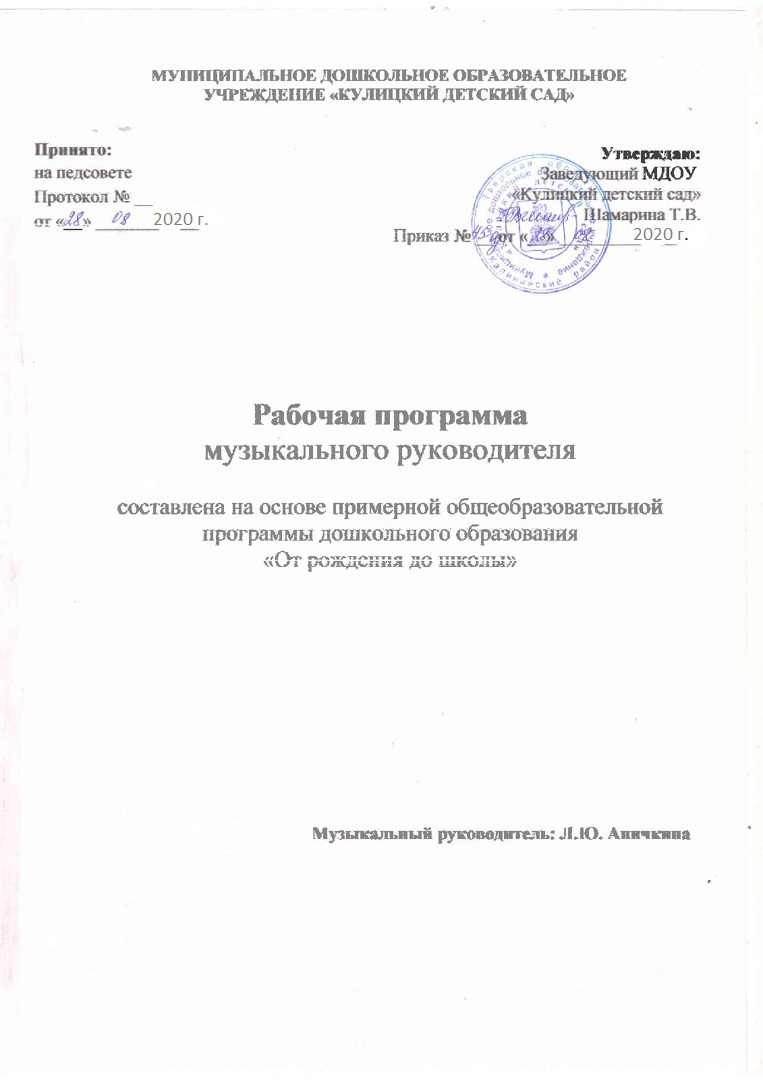 МУНИЦИПАЛЬНОЕ ДОШКОЛЬНОЕ ОБРАЗОВАТЕЛЬНОЕ
УЧРЕЖДЕНИЕ «КУЛИЦКИЙ ДЕТСКИЙ САД»
Принято:
на педсовете
Протокол № __
от «28» 08 2020 г.
Утверждаю:
Заведующий МДОУ
«Кулицкий детский сад»
Шамарина Т.В.
Приказ № от «28» 08 2020 г.
Рабочая программа
музыкального руководителя
составлена на основе примерной общеобразовательной
программы дошкольного образования
«От рождения до школы»
Музыкальный руководитель: Л.Ю. Аничкина